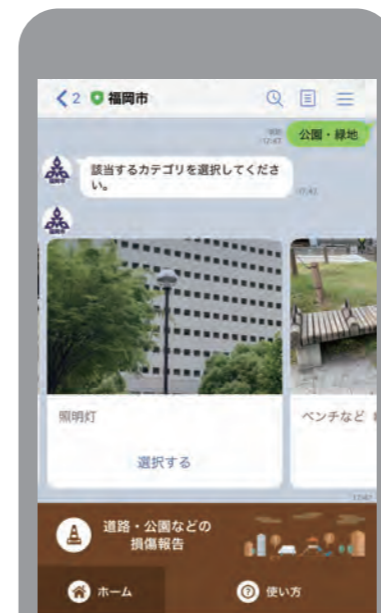 2 福岡市
公園・緑地
17:47
該当するカテゴリを選択してくださ
い。
照明灯
選択する
ベンチなど
道路・公園などの
損傷報告
ホーム
使い方